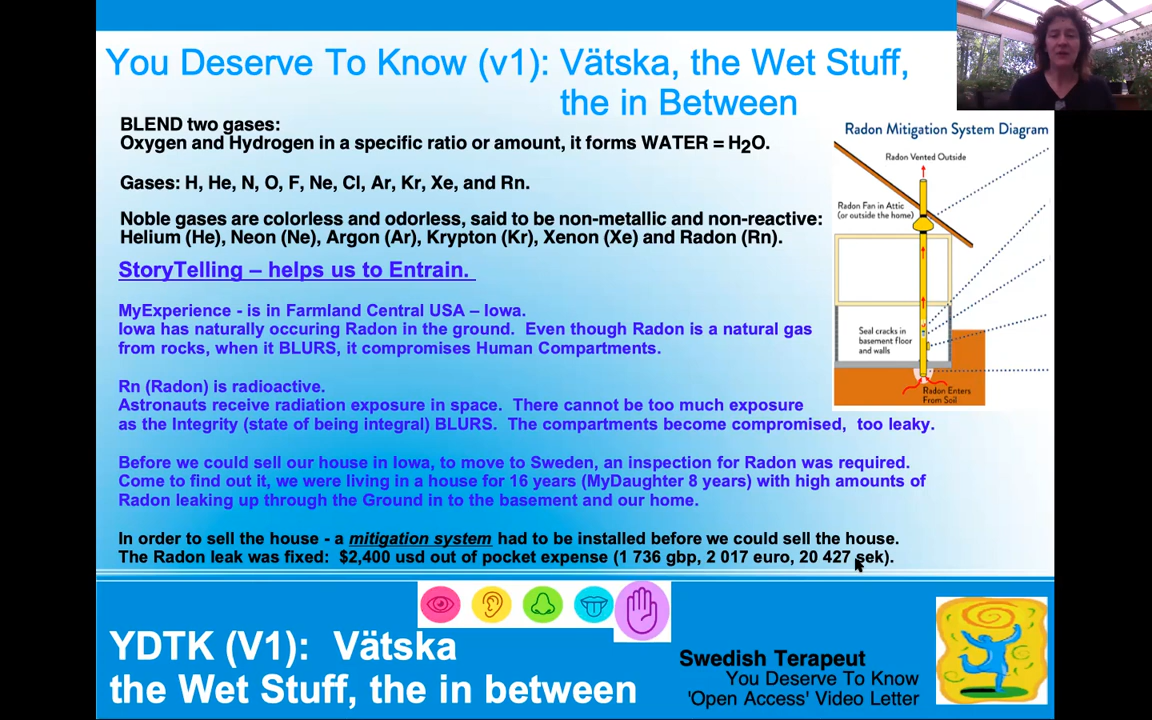 You Deserve To Know (v1): Vätska, the Wet Stuff,
the in Between
BLEND two gases:
Oxygen and Hydrogen in a specific ratio or amount, it forms WATER = H2O.
Gases: H, He, N, O, F, Ne, Cl, Ar, Kr, Xe, and Rn.
Noble gases are colorless and odorless, said to be non-metallic and non-reactive:
Helium (He), Neon (Ne), Argon (Ar), Krypton (Kr), Xenon (Xe) and Radon (Rn).
StoryTelling – helps us to Entrain.
MyExperience - is in Farmland Central USA – Iowa.
Iowa has naturally occuring Radon in the ground. Even though Radon is a natural gas
from rocks, when it BLURS, it compromises Human Compartments.
Rn (Radon) is radioactive.
Astronauts receive radiation exposure in space. There cannot be too much exposure
as the Integrity (state of being integral) BLURS. The compartments become compromised, too leaky.
Before we could sell our house in Iowa, to move to Sweden, an inspection for Radon was required.
Come to find out it, we were living in a house for 16 years (MyDaughter 8 years) with high amounts of
Radon leaking up through the Ground in to the basement and our home.
In order to sell the house - a mitigation system had to be installed before we could sell the house.
The Radon leak was fixed: $2,400 usd out of pocket expense (1 736 gbp, 2 017 euro, 20 427 sek).
Radon Mitigation System Diagram
Radon Vented Outside
Radon Fan in Attic
(or outside the home)
Seal cracks in
basement floor
and walls
Radon Enters
From Soil
YDTK (V1): Vätska
the Wet Stuff, the in between
Swedish Terapeut
You Deserve To Know
'Open Access' Video Letter